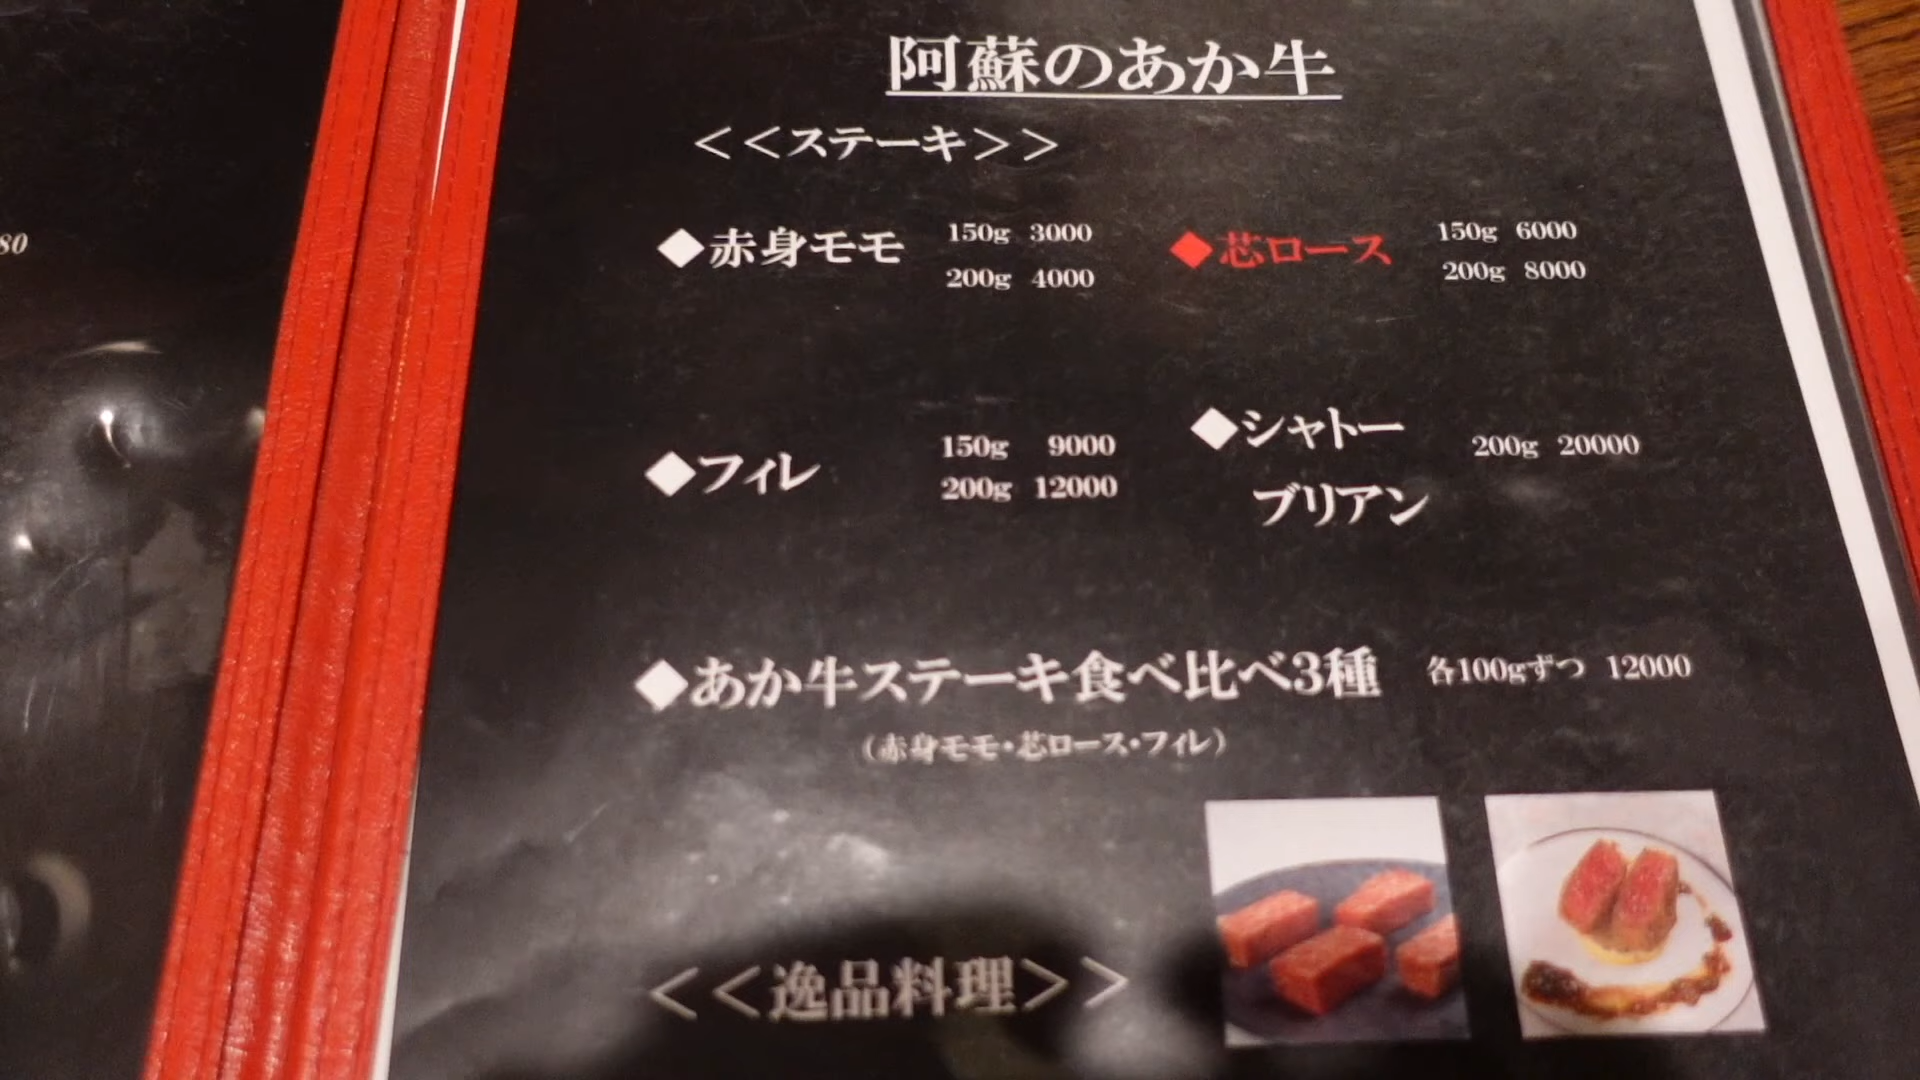 80
阿蘇のあか牛
<<ステーキ>>
◆赤身モモ 150g 3000
200g 4000
◆芯ロース 150g 6000
200g 8000
◆フィレ 150g 9000
200g 12000
◆シャトー
ブリアン 200g 20000
◆あか牛ステーキ食べ比べ3種 各100gずつ 12000
(赤身モモ・芯ロース・フィレ)
<<逸品料理>>